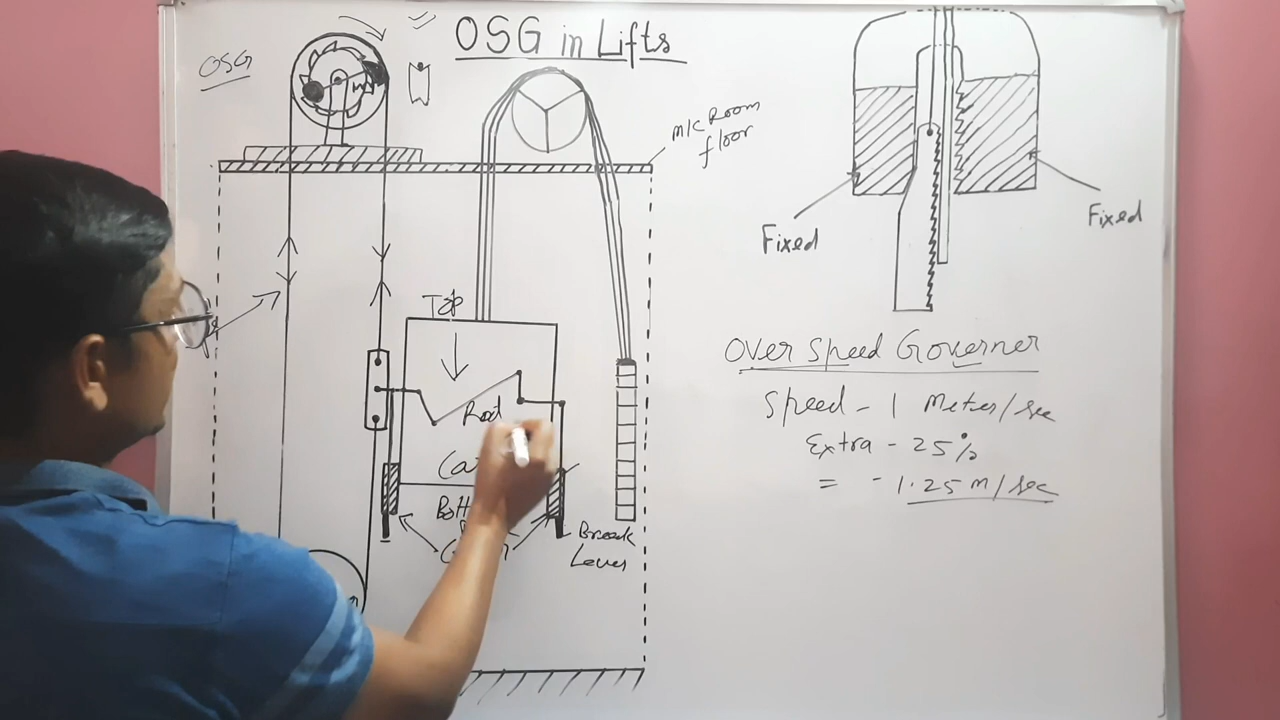 OSG in Lifts
OSG
M/C Room
floor
Top
Rod
Break
Lever
Fixed
Fixed
Over Speed Governer
Speed - 1 Meter/sec
Extra - 25%
= - 1.25 m/sec